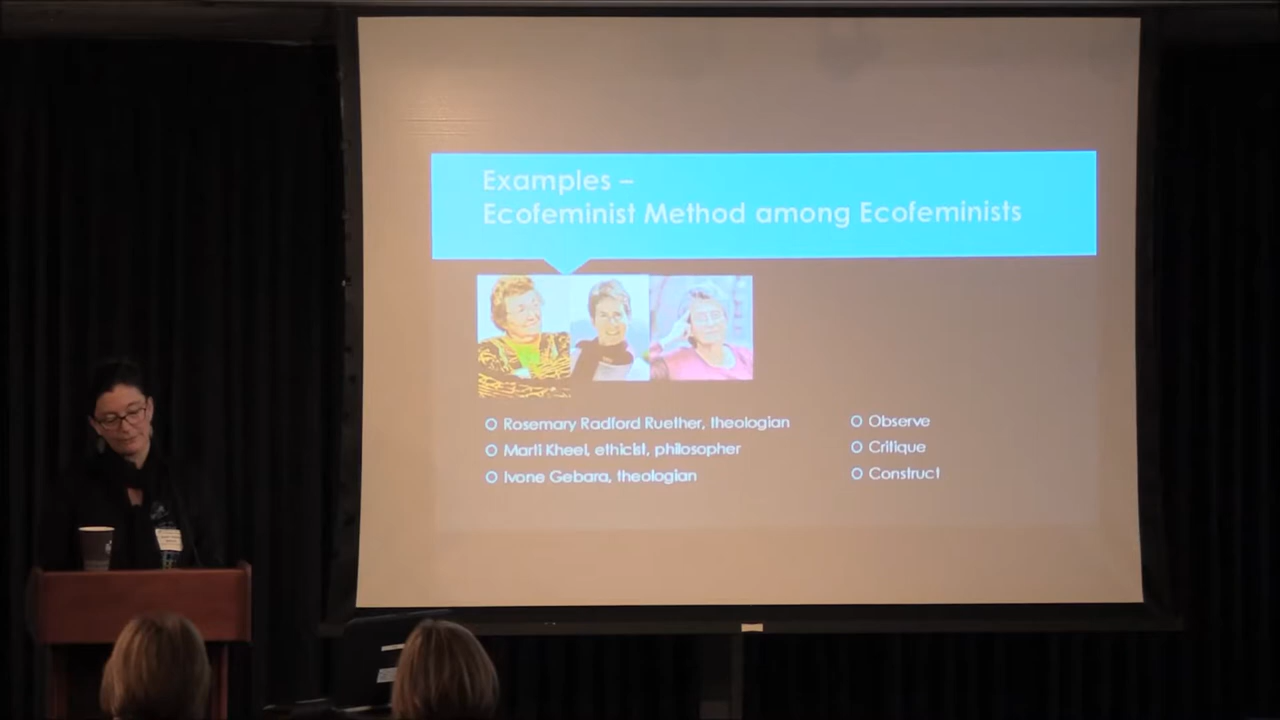 Examples –
Ecofeminist Method among Ecofeminists
Rosemary Radford Ruether, theologian
Marti Kheel, ethicist, philosopher
Ivone Gebara, theologian
Observe
Critique
Construct